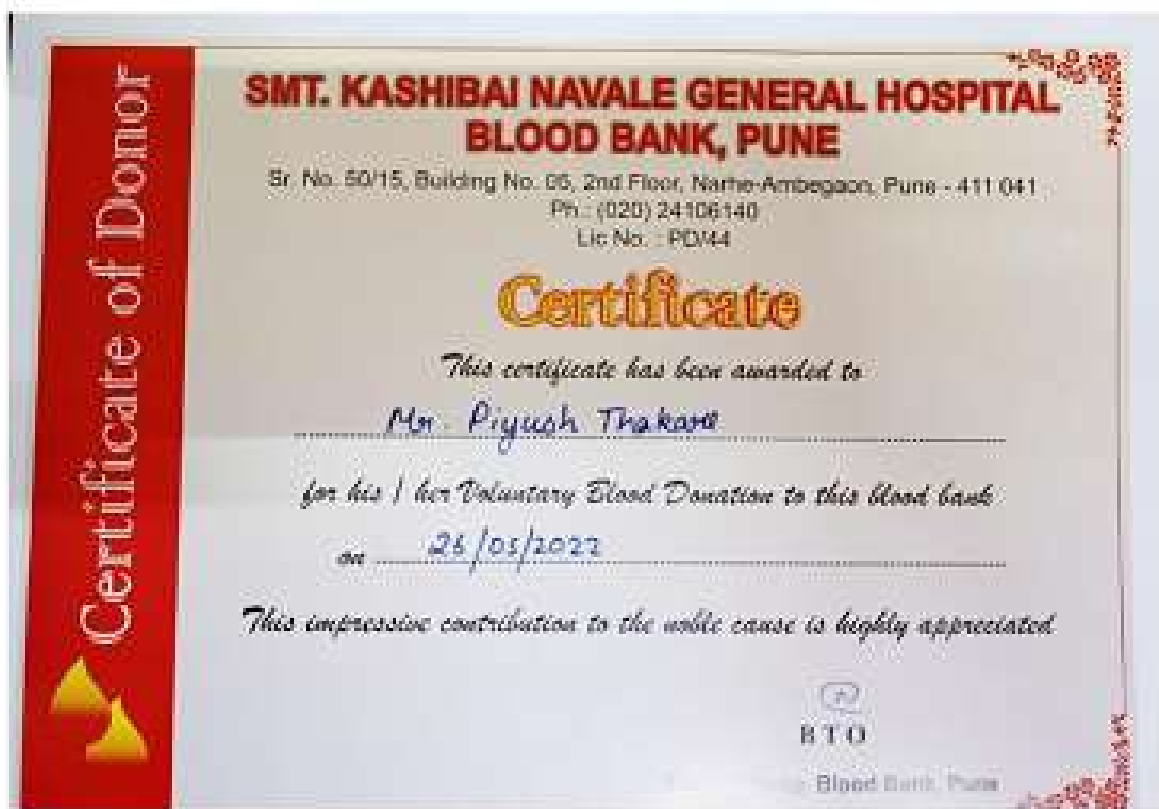 Certificate of Donor
SMT. KASHIBAI NAVALE GENERAL HOSPITAL
BLOOD BANK, PUNE
Sr. No. 50/15, Building No. 06, 2nd Floor, Narhe-Ambegaon, Pune - 411 041
Ph.: (020) 24106140
Lic No. : PD/44
Certificate
This certificate has been awarded to
Mr. Piyush Thakare
for his / her Voluntary Blood Donation to this blood bank
on 26/05/2022
This impressive contribution to the noble cause is highly appreciated
BTO
Blood Bank, Pune